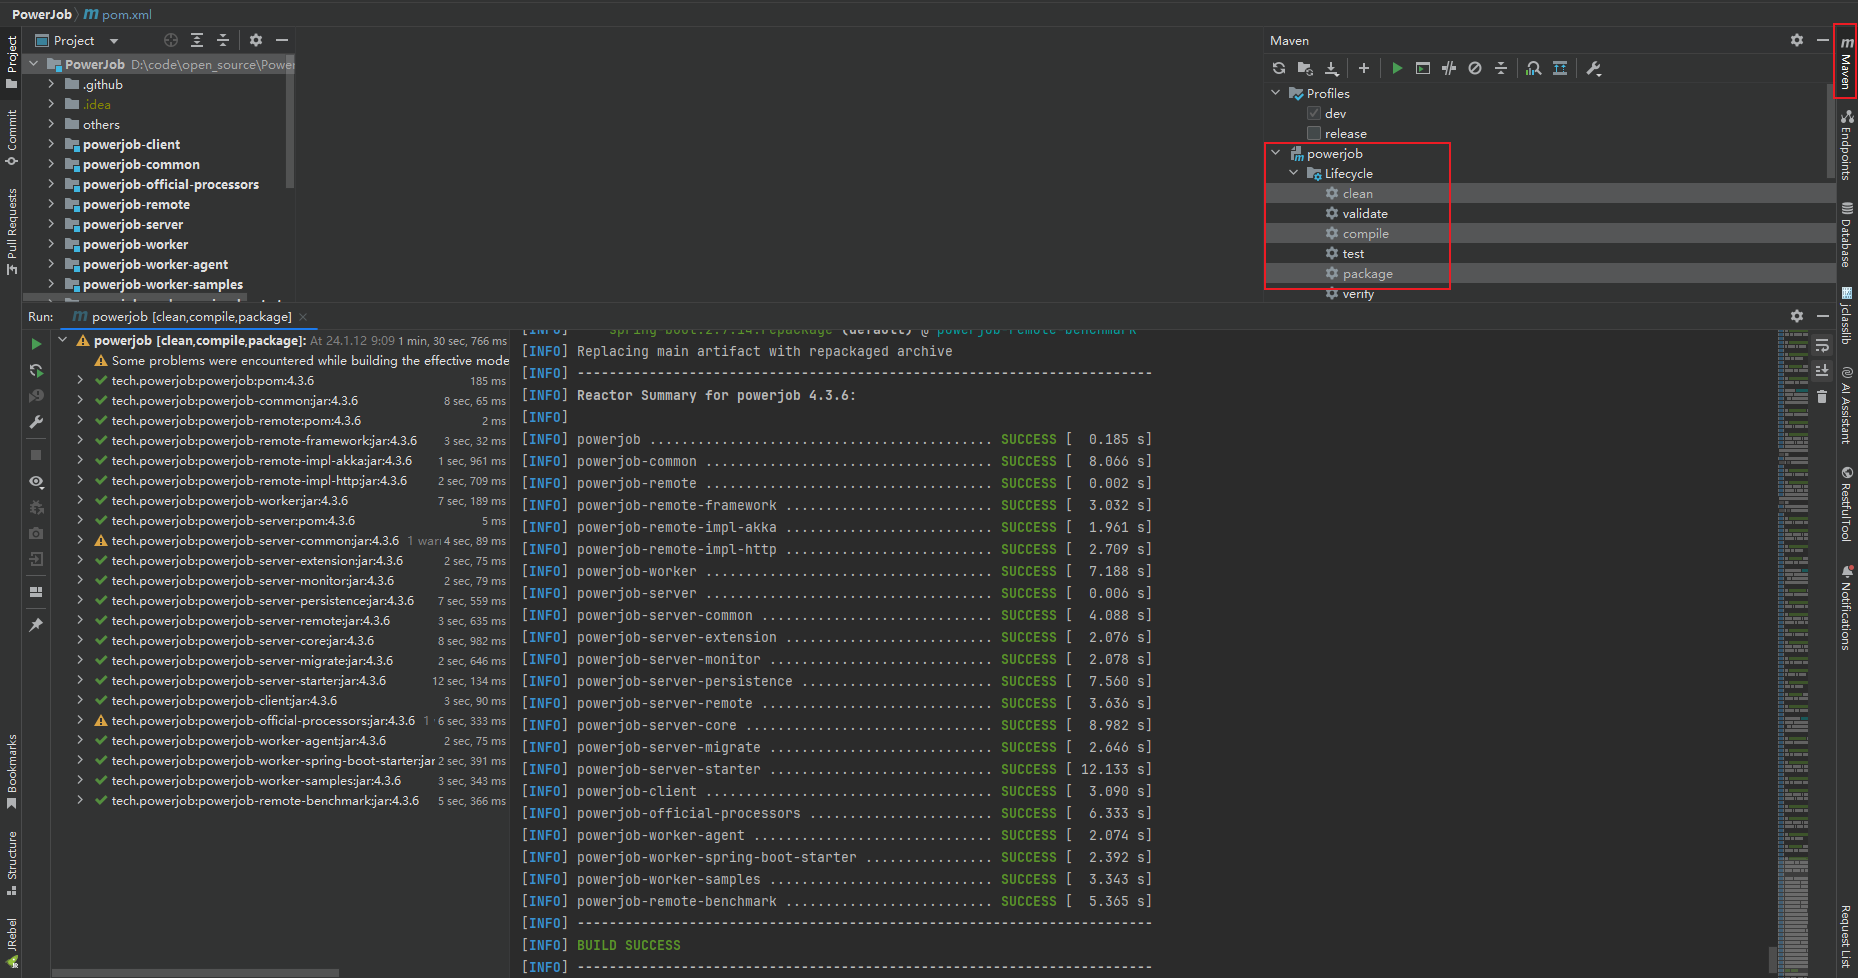 PowerJob pom.xml
Project
PowerJob D:\code\open_source\Power
.github
.idea
others
powerjob-client
powerjob-common
powerjob-official-processors
powerjob-remote
powerjob-server
powerjob-worker
powerjob-worker-agent
powerjob-worker-samples
Maven
Profiles
dev
release
powerjob
Lifecycle
clean
validate
compile
test
package
verify
Project
Commit
Pull Requests
Bookmarks
Structure
JRebel
Maven
Endpoints
Database
jclasslib
AI Assistant
RestfulTool
Notifications
Request List
Run: powerjob [clean,compile,package]
powerjob [clean,compile,package]: At 24.1.12 9:09 1 min, 30 sec, 766 ms
Some problems were encountered while building the effective mode
tech.powerjob:powerjob:pom:4.3.6 185 ms
tech.powerjob:powerjob-common:jar:4.3.6 8 sec, 65 ms
tech.powerjob:powerjob-remote:pom:4.3.6 2 ms
tech.powerjob:powerjob-remote-framework:jar:4.3.6 3 sec, 32 ms
tech.powerjob:powerjob-remote-impl-akka:jar:4.3.6 1 sec, 961 ms
tech.powerjob:powerjob-remote-impl-http:jar:4.3.6 2 sec, 709 ms
tech.powerjob:powerjob-worker:jar:4.3.6 7 sec, 189 ms
tech.powerjob:powerjob-server:pom:4.3.6 5 ms
tech.powerjob:powerjob-server-common:jar:4.3.6 1 warı 4 sec, 89 ms
tech.powerjob:powerjob-server-extension:jar:4.3.6 2 sec, 75 ms
tech.powerjob:powerjob-server-monitor:jar:4.3.6 2 sec, 79 ms
tech.powerjob:powerjob-server-persistence:jar:4.3.6 7 sec, 559 ms
tech.powerjob:powerjob-server-remote:jar:4.3.6 3 sec, 635 ms
tech.powerjob:powerjob-server-core:jar:4.3.6 8 sec, 982 ms
tech.powerjob:powerjob-server-migrate:jar:4.3.6 2 sec, 646 ms
tech.powerjob:powerjob-server-starter:jar:4.3.6 12 sec, 134 ms
tech.powerjob:powerjob-client:jar:4.3.6 3 sec, 90 ms
tech.powerjob:powerjob-official-processors:jar:4.3.6 1 6 sec, 333 ms
tech.powerjob:powerjob-worker-agent:jar:4.3.6 2 sec, 75 ms
tech.powerjob:powerjob-worker-spring-boot-starter:jar 2 sec, 391 ms
tech.powerjob:powerjob-worker-samples:jar:4.3.6 3 sec, 343 ms
tech.powerjob:powerjob-remote-benchmark:jar:4.3.6 5 sec, 366 ms
[INFO] --- spring-boot:2.7.14:repackage (default) @ powerjob-remote-benchmark
[INFO] Replacing main artifact with repackaged archive
[INFO] ------------------------------------------------------------------------
[INFO] Reactor Summary for powerjob 4.3.6:
[INFO]
[INFO] powerjob ........................................... SUCCESS [ 0.185 s]
[INFO] powerjob-common .................................... SUCCESS [ 8.066 s]
[INFO] powerjob-remote .................................... SUCCESS [ 0.002 s]
[INFO] powerjob-remote-framework .......................... SUCCESS [ 3.032 s]
[INFO] powerjob-remote-impl-akka .......................... SUCCESS [ 1.961 s]
[INFO] powerjob-remote-impl-http .......................... SUCCESS [ 2.709 s]
[INFO] powerjob-worker .................................... SUCCESS [ 7.188 s]
[INFO] powerjob-server .................................... SUCCESS [ 0.006 s]
[INFO] powerjob-server-common ............................. SUCCESS [ 4.088 s]
[INFO] powerjob-server-extension .......................... SUCCESS [ 2.076 s]
[INFO] powerjob-server-monitor ............................ SUCCESS [ 2.078 s]
[INFO] powerjob-server-persistence ........................ SUCCESS [ 7.560 s]
[INFO] powerjob-server-remote ............................. SUCCESS [ 3.636 s]
[INFO] powerjob-server-core ............................... SUCCESS [ 8.982 s]
[INFO] powerjob-server-migrate ............................ SUCCESS [ 2.646 s]
[INFO] powerjob-server-starter ............................ SUCCESS [ 12.133 s]
[INFO] powerjob-client .................................... SUCCESS [ 3.090 s]
[INFO] powerjob-official-processors ....................... SUCCESS [ 6.333 s]
[INFO] powerjob-worker-agent .............................. SUCCESS [ 2.074 s]
[INFO] powerjob-worker-spring-boot-starter ................ SUCCESS [ 2.392 s]
[INFO] powerjob-worker-samples ............................ SUCCESS [ 3.343 s]
[INFO] powerjob-remote-benchmark .......................... SUCCESS [ 5.365 s]
[INFO] ------------------------------------------------------------------------
[INFO] BUILD SUCCESS
[INFO] ------------------------------------------------------------------------